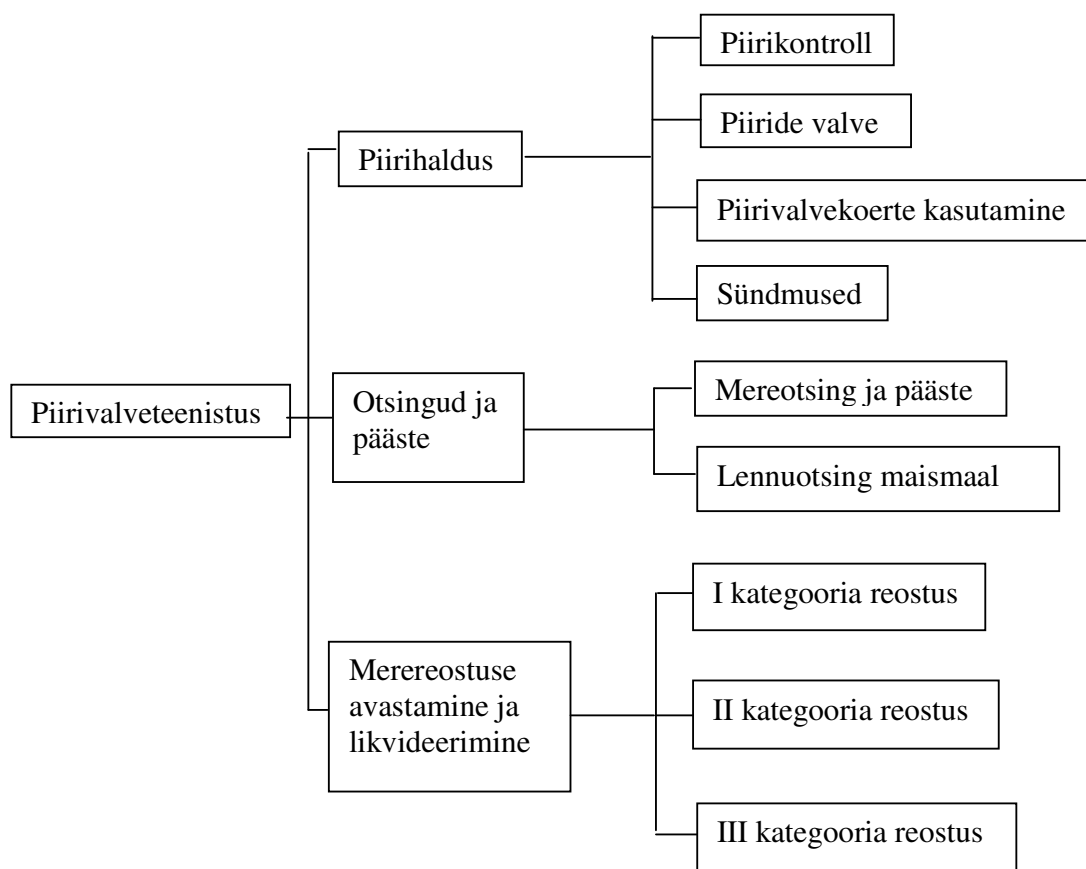 Piirivalveteenistus
Piirihaldus
Piirikontroll
Piiride valve
Piirivalvekoerte kasutamine
Sündmused
Otsingud ja
pääste
Mereotsing ja pääste
Lennuotsing maismaal
Merereostuse
avastamine ja
likvideerimine
I kategooria reostus
II kategooria reostus
III kategooria reostus